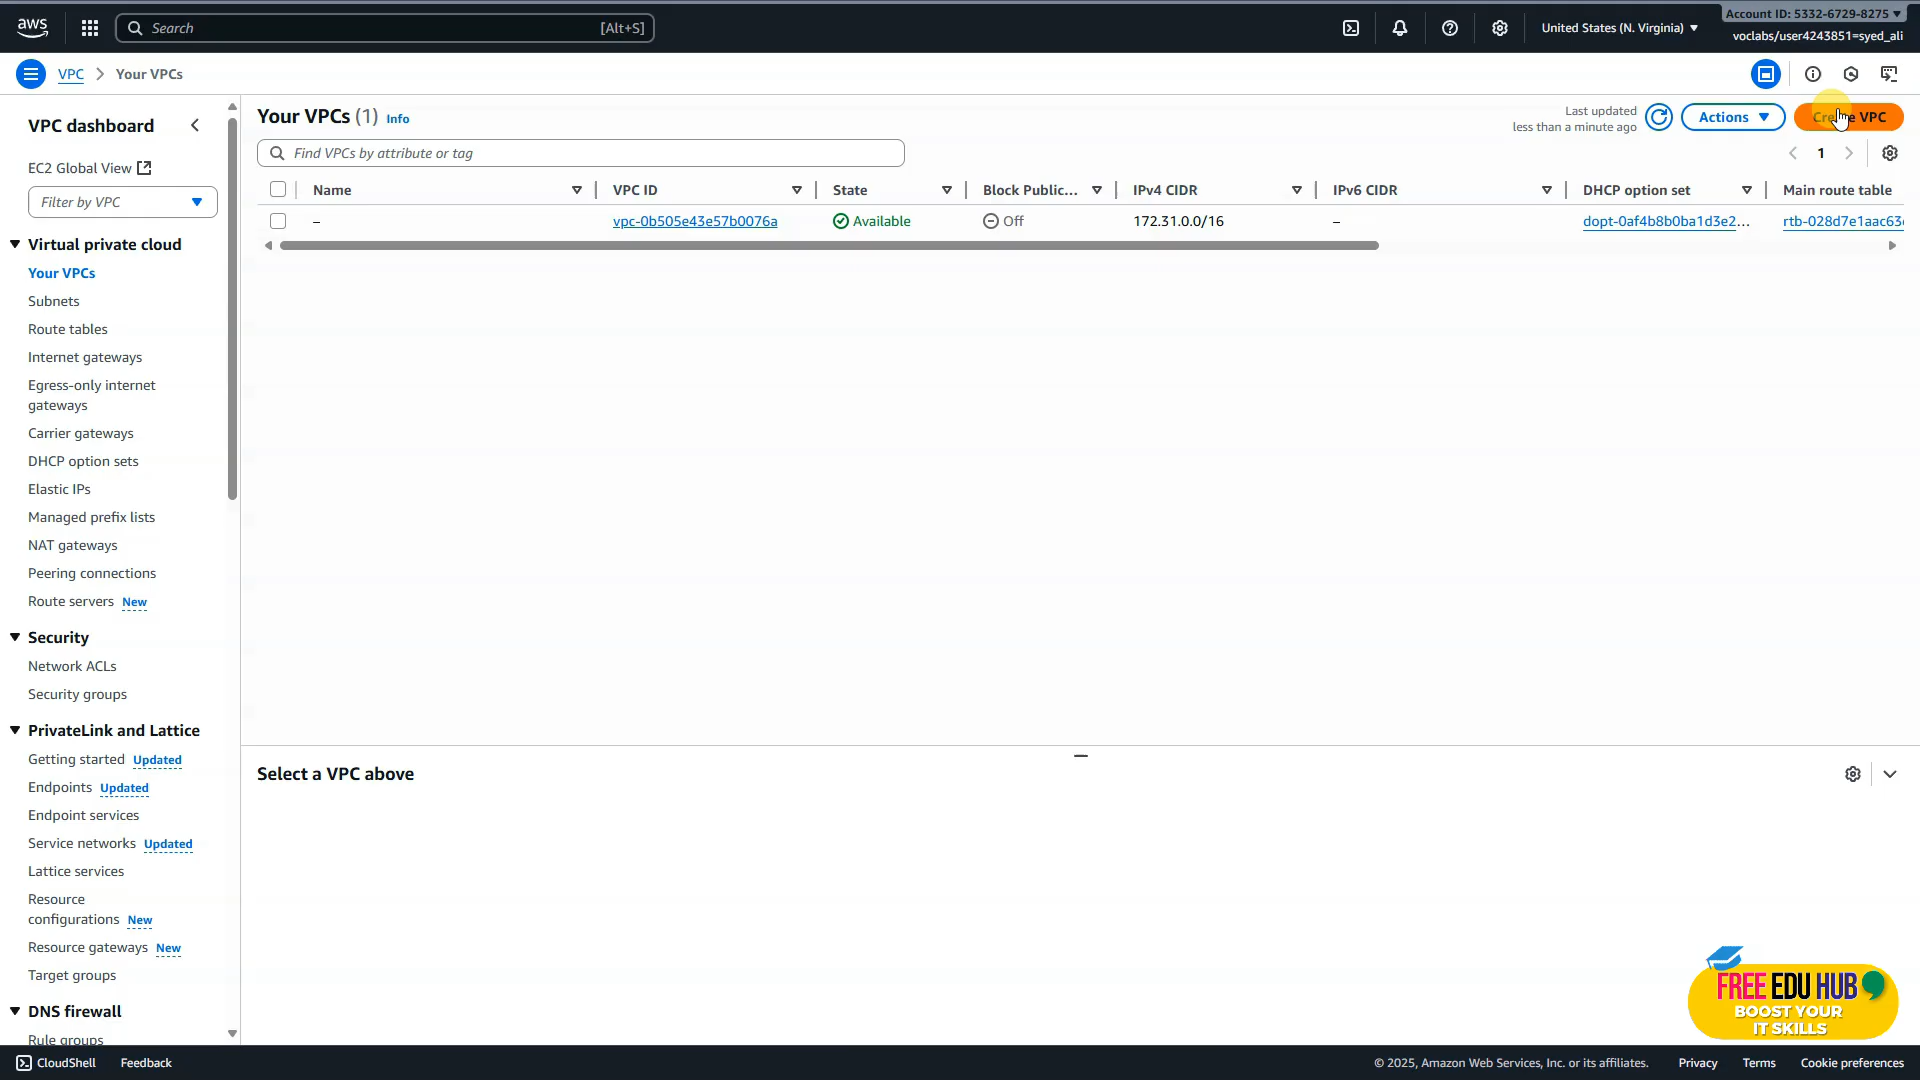 aws
Search [Alt+S]
United States (N. Virginia)
Account ID: 5332-6729-8275
voclabs/user4243851=syed_ali
VPC
Your VPCs
VPC dashboard
EC2 Global View
Filter by VPC
Virtual private cloud
Your VPCs
Subnets
Route tables
Internet gateways
Egress-only internet
gateways
Carrier gateways
DHCP option sets
Elastic IPs
Managed prefix lists
NAT gateways
Peering connections
Route servers New
Security
Network ACLs
Security groups
PrivateLink and Lattice
Getting started Updated
Endpoints Updated
Endpoint services
Service networks Updated
Lattice services
Resource
configurations New
Resource gateways New
Target groups
DNS firewall
Rule groups
Your VPCs (1) Info
Last updated
less than a minute ago
Actions
Create VPC
Find VPCs by attribute or tag
1
Name VPC ID State Block Public... IPv4 CIDR IPv6 CIDR DHCP option set Main route table
– vpc-0b505e43e57b0076a Available Off 172.31.0.0/16 – dopt-0af4b8b0ba1d3e2... rtb-028d7e1aac63
Select a VPC above
FREE EDU HUB
BOOST YOUR
IT SKILLS
CloudShell Feedback
© 2025, Amazon Web Services, Inc. or its affiliates. Privacy Terms Cookie preferences